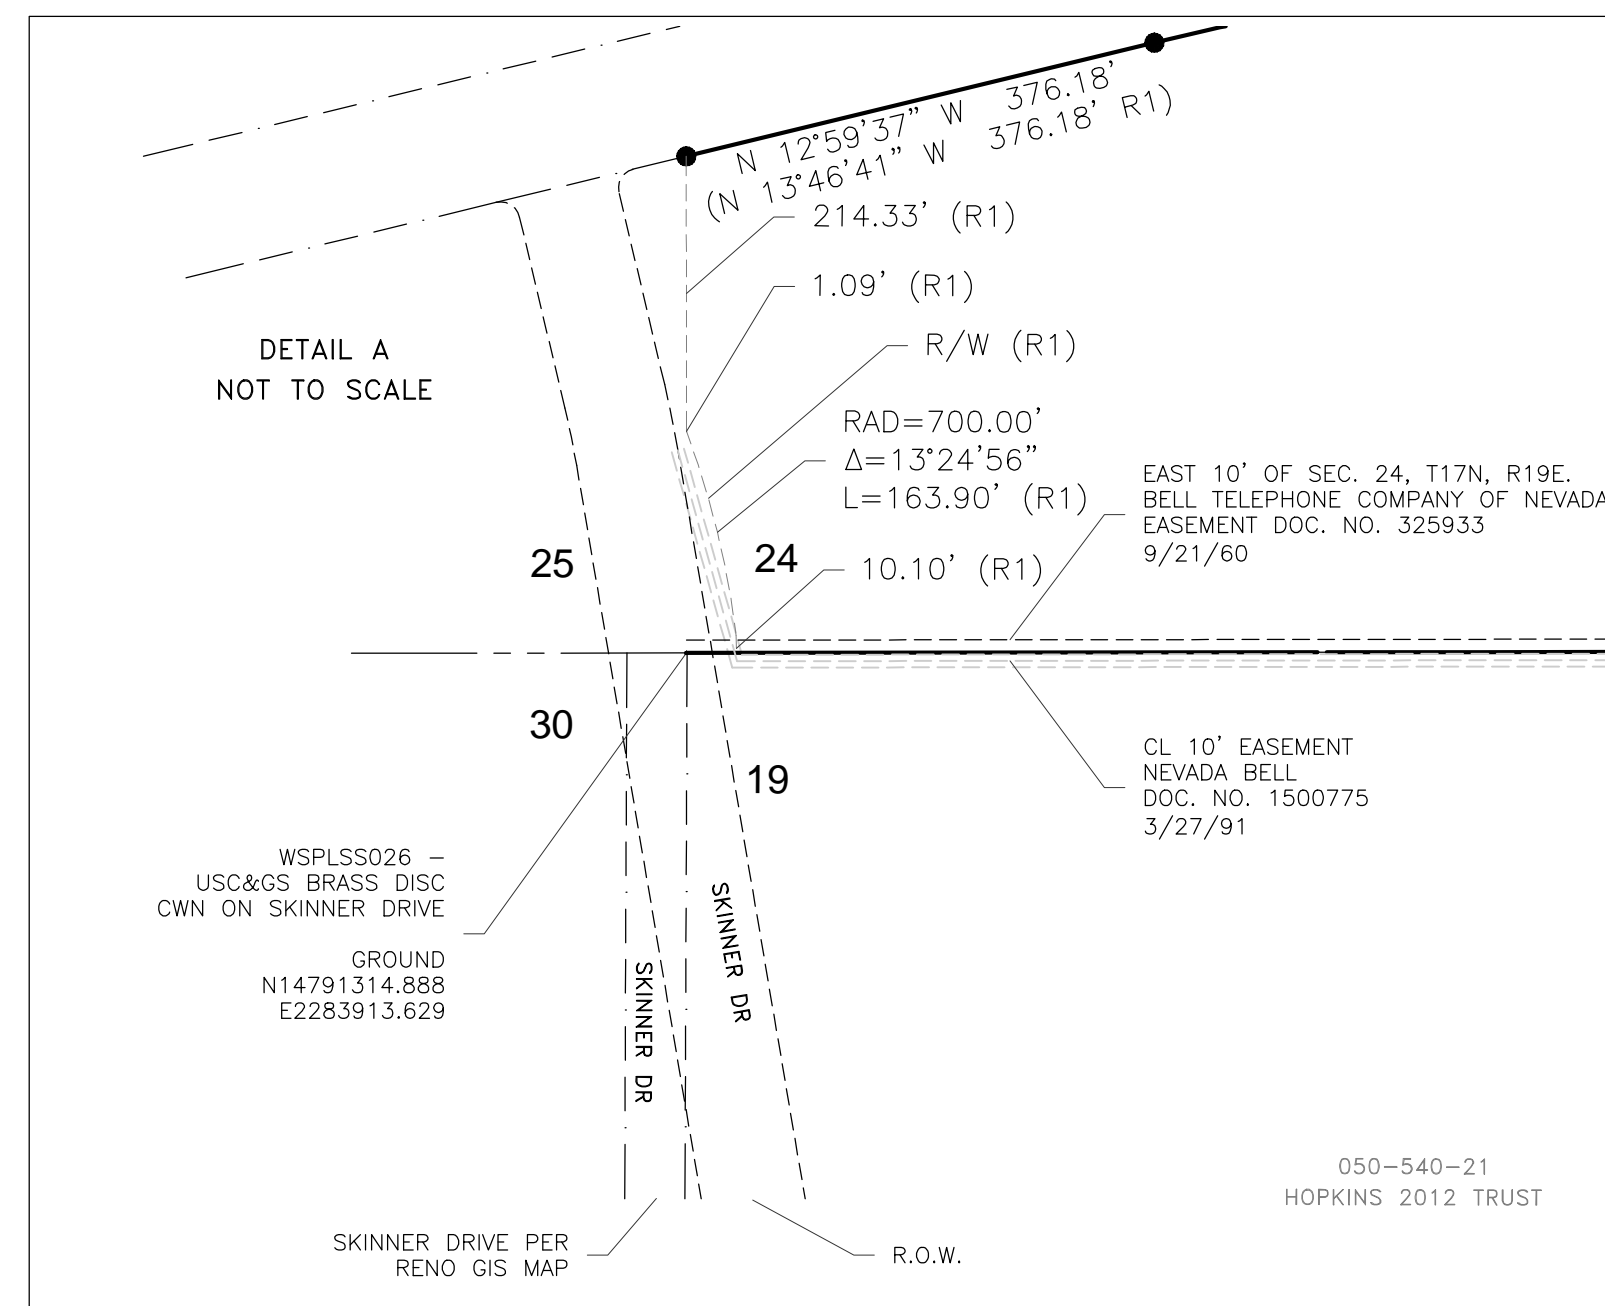 N 12°59'37" W 376.18'
(N 13°46'41" W 376.18' R1)
214.33' (R1)
1.09' (R1)
R/W (R1)
DETAIL A
NOT TO SCALE
RAD=700.00'
Δ=13°24'56"
L=163.90' (R1)
EAST 10' OF SEC. 24, T17N, R19E.
BELL TELEPHONE COMPANY OF NEVADA
EASEMENT DOC. NO. 325933
9/21/60
25
24
10.10' (R1)
30
19
CL 10' EASEMENT
NEVADA BELL
DOC. NO. 1500775
3/27/91
WSPLSS026 –
USC&GS BRASS DISC
CWN ON SKINNER DRIVE
GROUND
N14791314.888
E2283913.629
SKINNER DR
SKINNER DR
050–540–21
HOPKINS 2012 TRUST
SKINNER DRIVE PER
RENO GIS MAP
R.O.W.